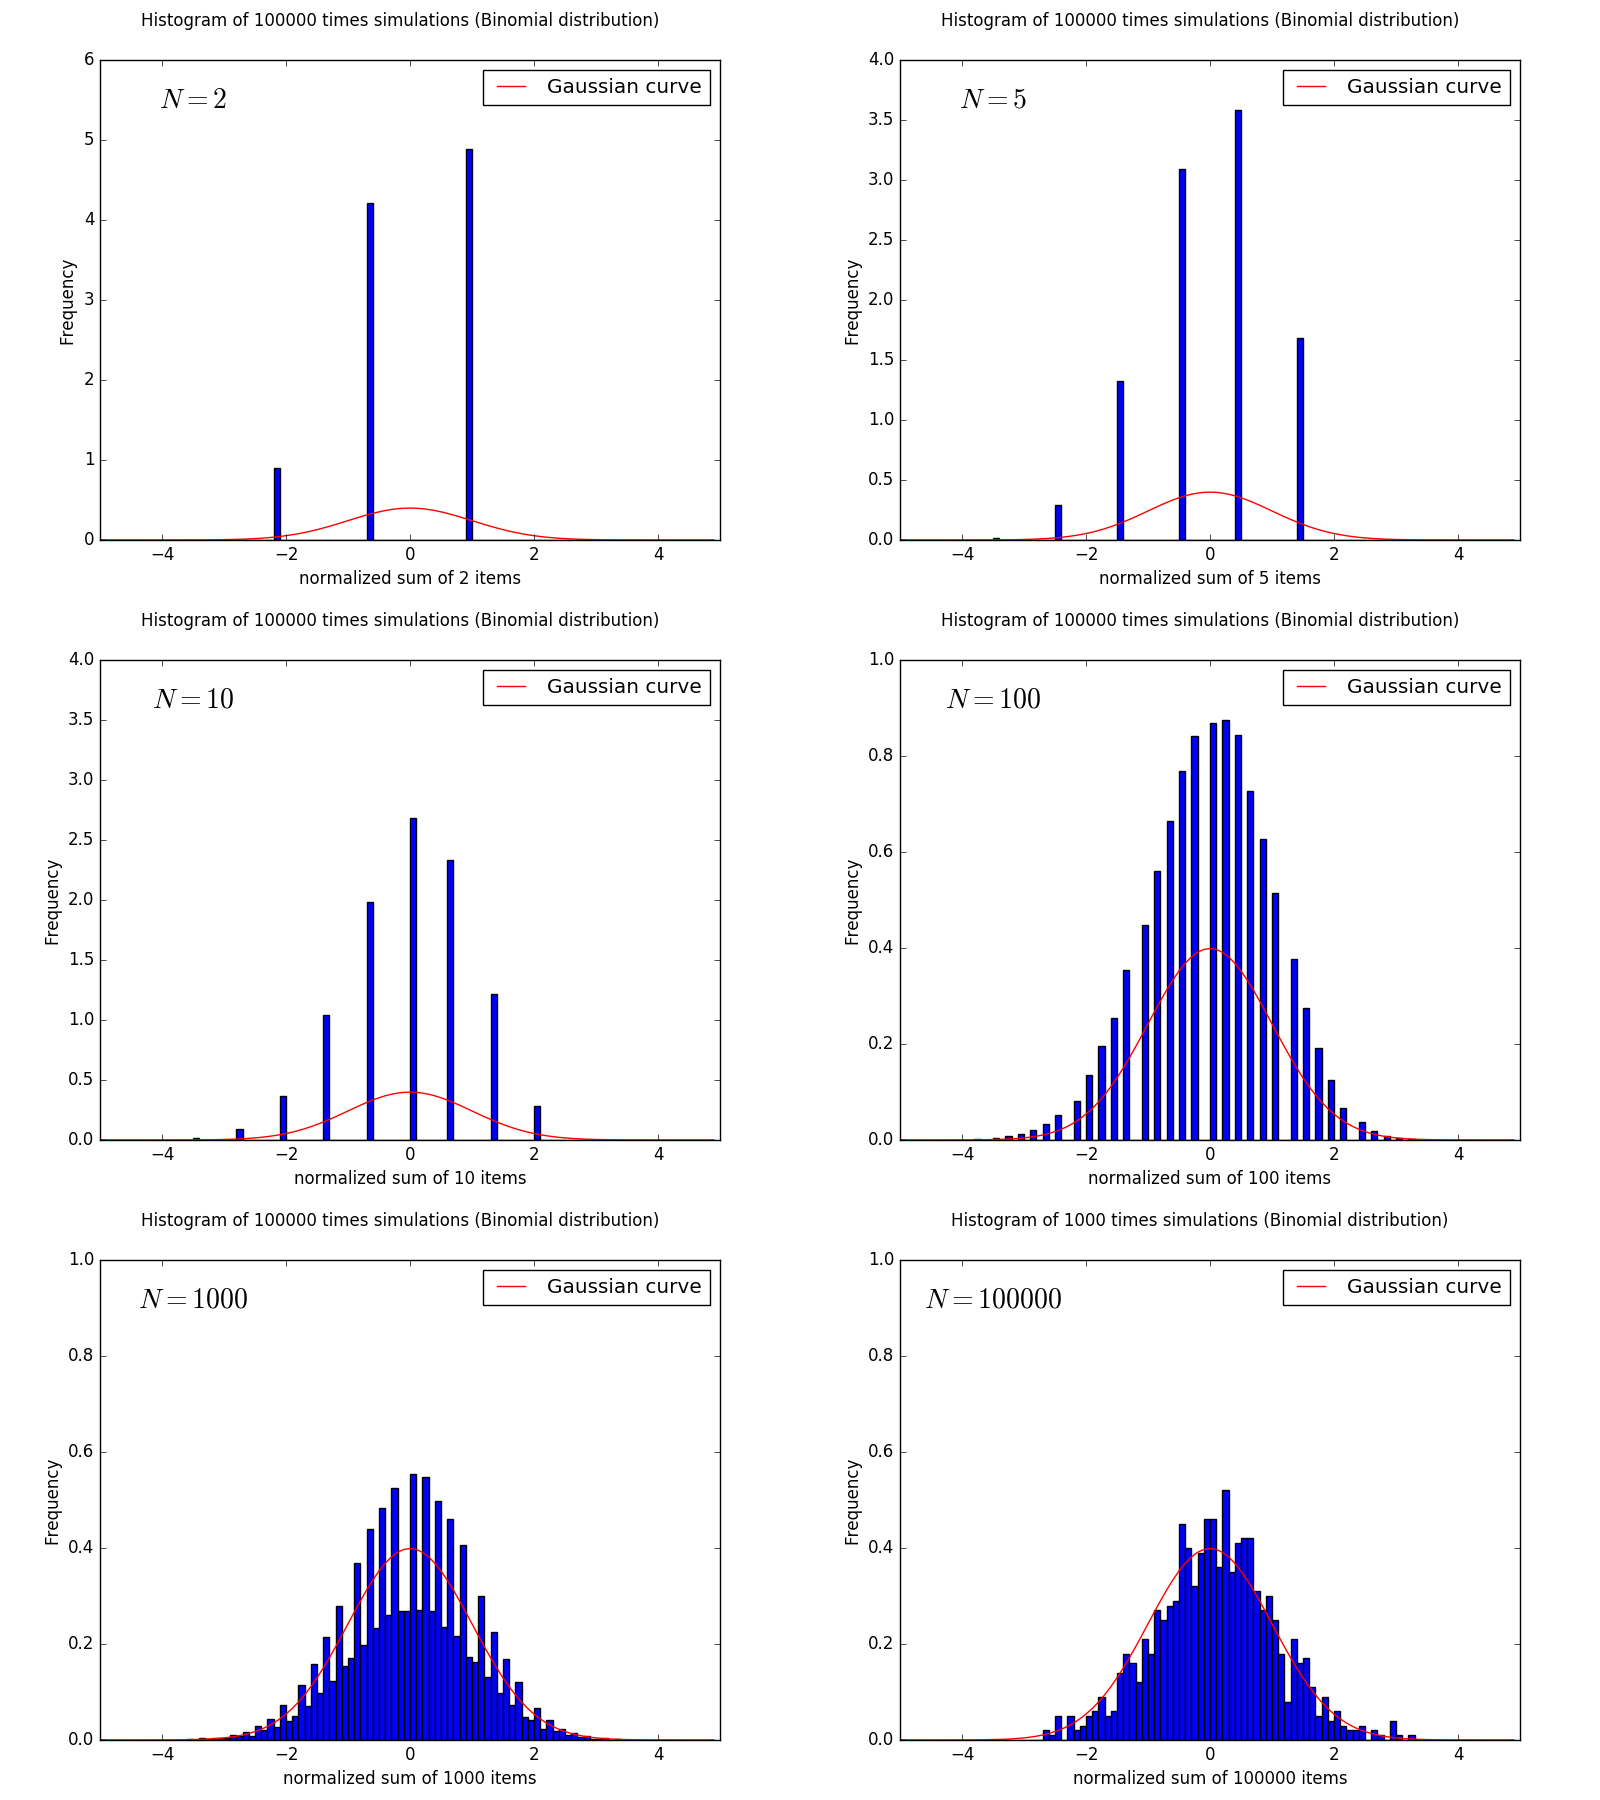 Histogram of 100000 times simulations (Binomial distribution)
6
5
4
3
2
1
0
Frequency
N = 2
Gaussian curve
−4 −2 0 2 4
normalized sum of 2 items
Histogram of 100000 times simulations (Binomial distribution)
4.0
3.5
3.0
2.5
2.0
1.5
1.0
0.5
0.0
Frequency
N = 5
Gaussian curve
−4 −2 0 2 4
normalized sum of 5 items
Histogram of 100000 times simulations (Binomial distribution)
4.0
3.5
3.0
2.5
2.0
1.5
1.0
0.5
0.0
Frequency
N = 10
Gaussian curve
−4 −2 0 2 4
normalized sum of 10 items
Histogram of 100000 times simulations (Binomial distribution)
1.0
0.8
0.6
0.4
0.2
0.0
Frequency
N = 100
Gaussian curve
−4 −2 0 2 4
normalized sum of 100 items
Histogram of 100000 times simulations (Binomial distribution)
1.0
0.8
0.6
0.4
0.2
0.0
Frequency
N = 1000
Gaussian curve
−4 −2 0 2 4
normalized sum of 1000 items
Histogram of 1000 times simulations (Binomial distribution)
1.0
0.8
0.6
0.4
0.2
0.0
Frequency
N = 100000
Gaussian curve
−4 −2 0 2 4
normalized sum of 100000 items